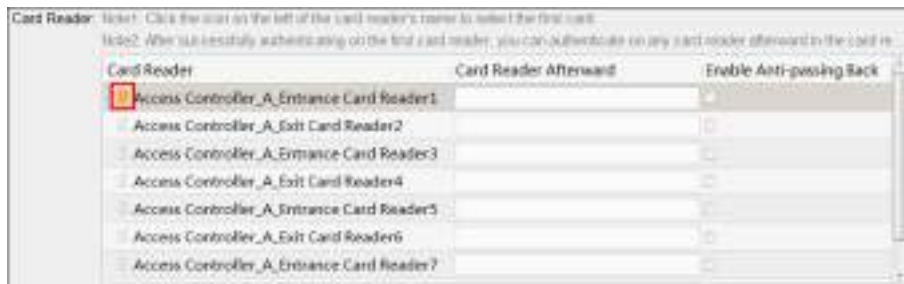 Card Reader: Note1: Click the icon on the left of the card reader's name to select the first card.
Note2: After successfully authenticating on the first card reader, you can authenticate on any card reader afterward in the card re
Card Reader Card Reader Afterward Enable Anti-passing Back
Access Controller_A_Entrance Card Reader1
Access Controller_A_Exit Card Reader2
Access Controller_A_Entrance Card Reader3
Access Controller_A_Exit Card Reader4
Access Controller_A_Entrance Card Reader5
Access Controller_A_Exit Card Reader6
Access Controller_A_Entrance Card Reader7